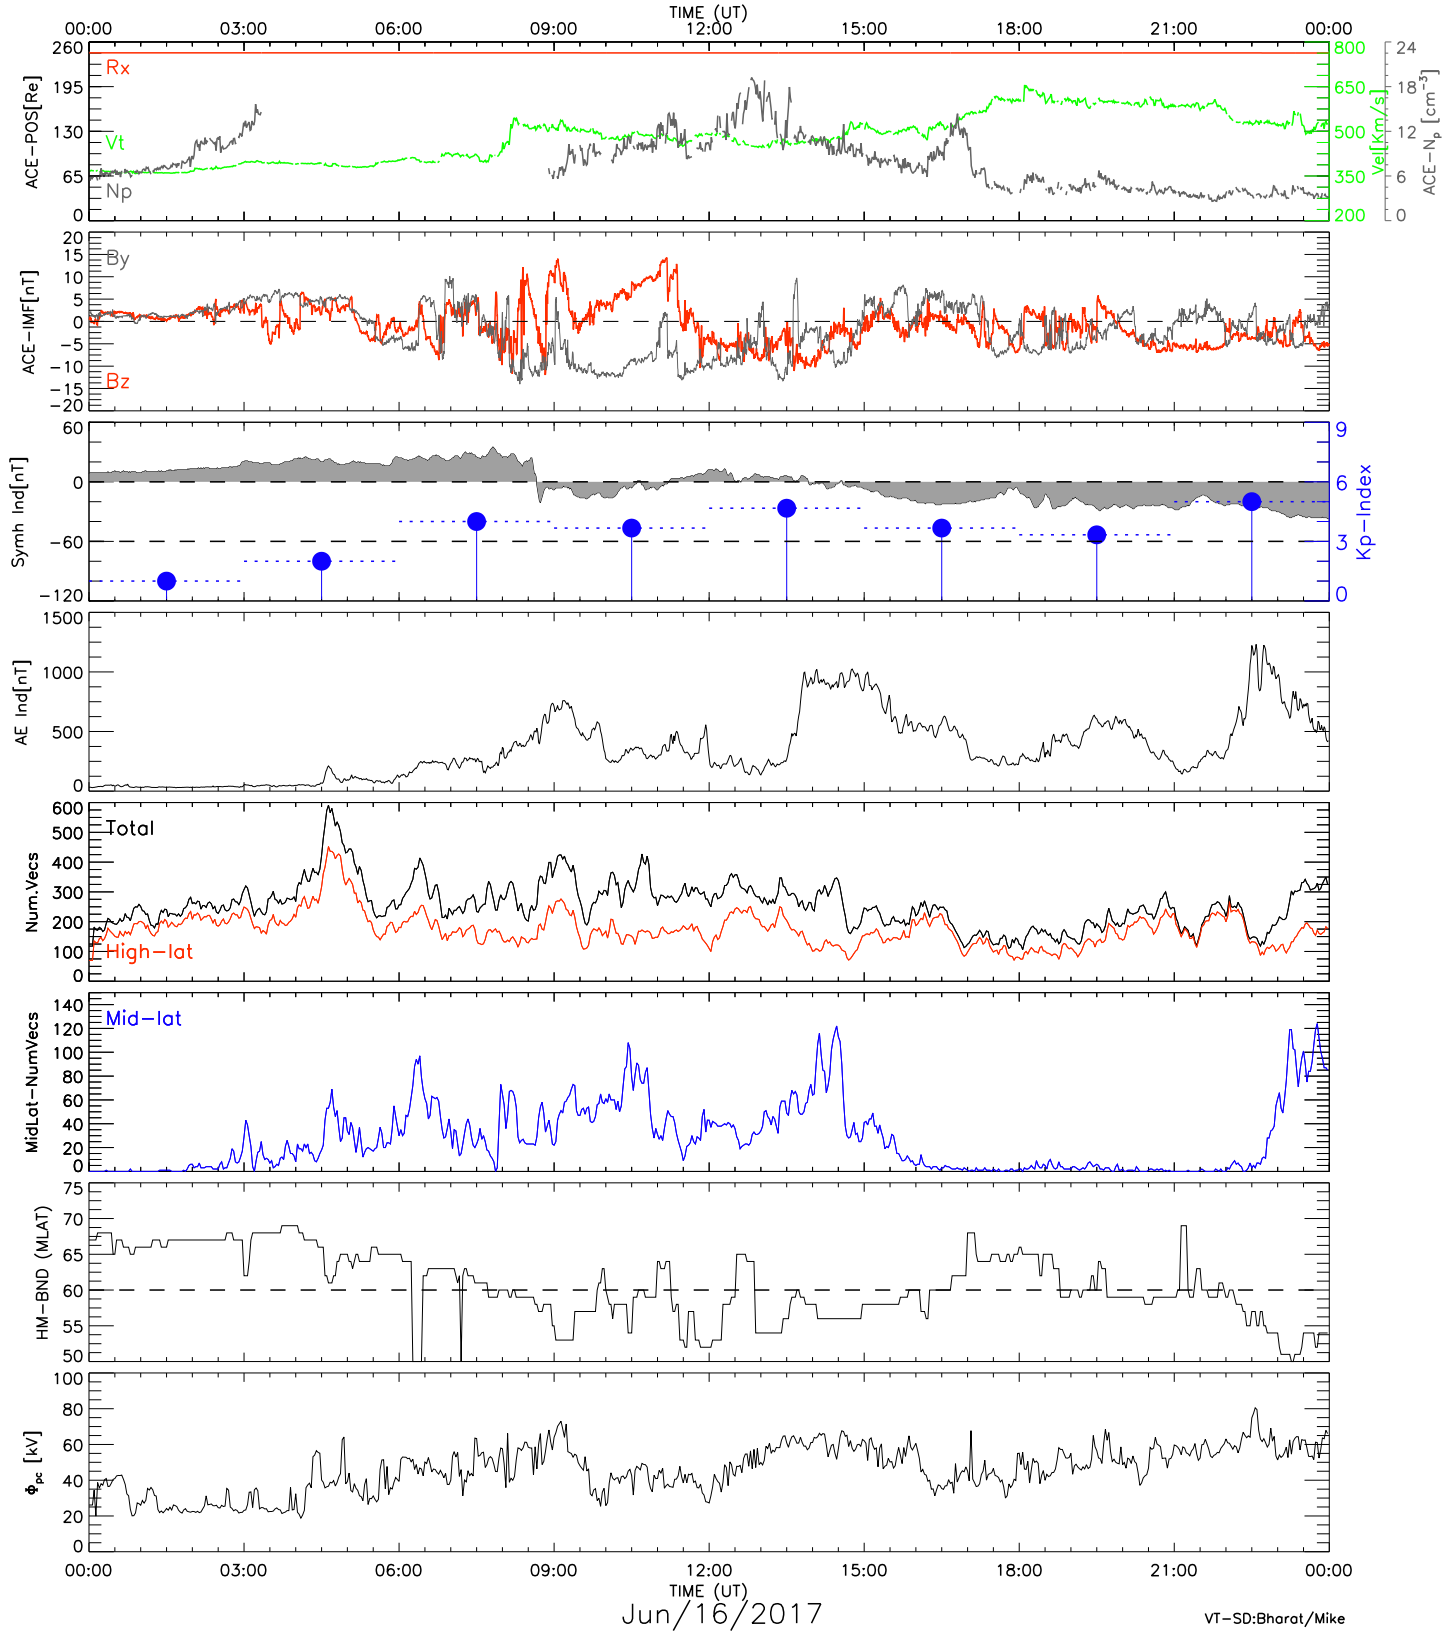 TIME (UT)
00:00 03:00 06:00 09:00 12:00 15:00 18:00 21:00 00:00
ACE-POS[Re]
260
195
130
65
0
Rx
Vt
Np
800
650
500
350
200
Vel[Km/s]
24
18
12
6
0
ACE-Np [cm-3]
ACE-IMF[nT]
20
15
10
5
0
-5
-10
-15
-20
By
Bz
Symh Ind[nT]
60
0
-60
-120
9
6
3
0
Kp-Index
AE Ind[nT]
1500
1000
500
0
Num.Vecs
600
500
400
300
200
100
0
Total
High-lat
MidLat-NumVecs
140
120
100
80
60
40
20
0
Mid-lat
HM-BND (MLAT)
75
70
65
60
55
50
Φpc [kV]
100
80
60
40
20
0
00:00 03:00 06:00 09:00 12:00 15:00 18:00 21:00 00:00
TIME (UT)
Jun/16/2017
VT-SD:Bharat/Mike